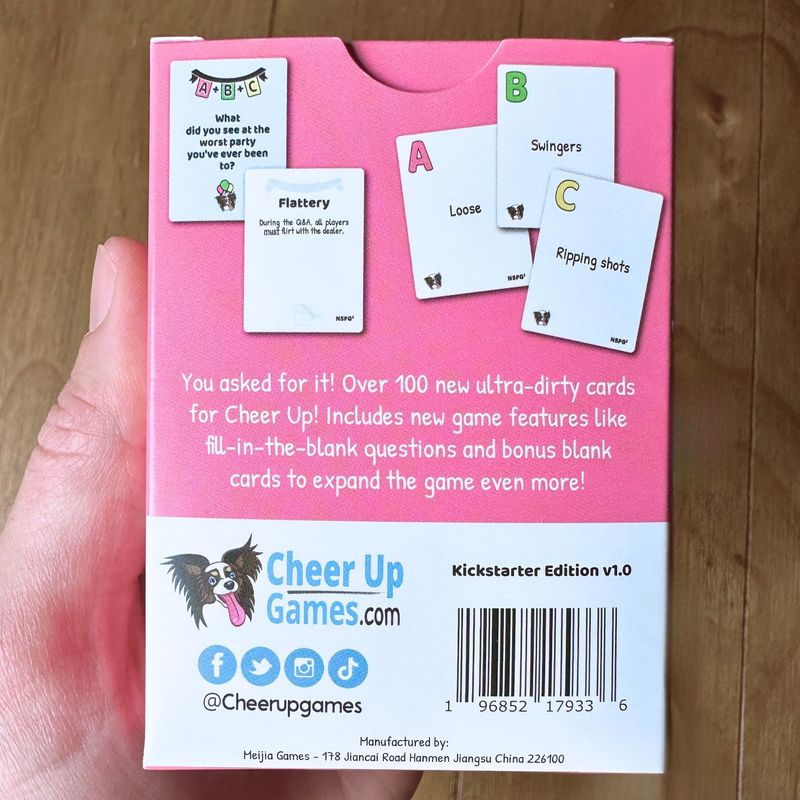 A+B+C
What
did you see at the
worst party
you've ever been
to?
Flattery
During the Q&A, all players
must flirt with the dealer.
NSFG²
A
Loose
NSFG²
B
Swingers
C
Ripping shots
NSFG²
You asked for it! Over 100 new ultra-dirty cards
for Cheer Up! Includes new game features like
fill-in-the-blank questions and bonus blank
cards to expand the game even more!
Cheer Up
Games.com
@Cheerupgames
Kickstarter Edition v1.0
1 96852 17933 6
Manufactured by:
Meijia Games - 178 Jiancai Road Hanmen Jiangsu China 226100